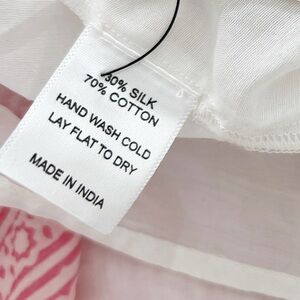 30% SILK
70% COTTON
HAND WASH COLD
LAY FLAT TO DRY
MADE IN INDIA